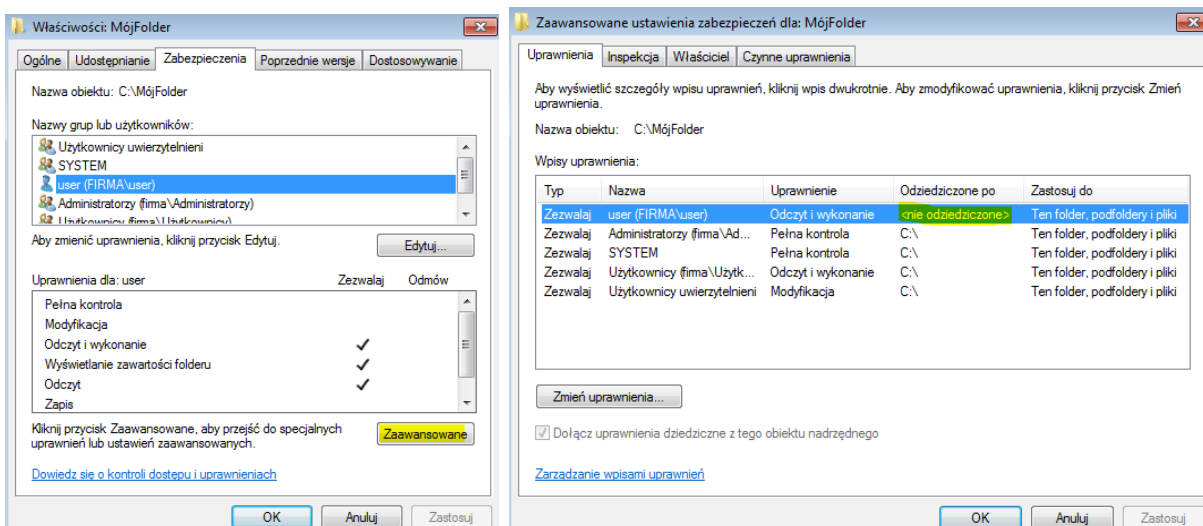 Właściwości: MójFolder
Ogólne Udostępnianie Zabezpieczenia Poprzednie wersje Dostosowywanie
Nazwa obiektu: C:\MójFolder
Nazwy grup lub użytkowników:
Użytkownicy uwierzytelnieni
SYSTEM
user (FIRMA\user)
Administratorzy (firma\Administratorzy)
Użytkownicy (firma\Użytkownicy)
Aby zmienić uprawnienia, kliknij przycisk Edytuj.
Edytuj...
Uprawnienia dla: user Zezwalaj Odmów
Pełna kontrola
Modyfikacja
Odczyt i wykonanie
Wyświetlanie zawartości folderu
Odczyt
Zapis
Kliknij przycisk Zaawansowane, aby przejść do specjalnych
uprawnień lub ustawień zaawansowanych.
Zaawansowane
Dowiedz się o kontroli dostępu i uprawnieniach
OK Anuluj Zastosuj
Zaawansowane ustawienia zabezpieczeń dla: MójFolder
Uprawnienia Inspekcja Właściciel Czynne uprawnienia
Aby wyświetlić szczegóły wpisu uprawnień, kliknij wpis dwukrotnie. Aby zmodyfikować uprawnienia, kliknij przycisk Zmień
uprawnienia.
Nazwa obiektu: C:\MójFolder
Wpisy uprawnienia:
Typ Nazwa Uprawnienie Odziedziczone po Zastosuj do
Zezwalaj user (FIRMA\user) Odczyt i wykonanie <nie odziedziczone> Ten folder, podfoldery i pliki
Zezwalaj Administratorzy (firma\Ad... Pełna kontrola C:\ Ten folder, podfoldery i pliki
Zezwalaj SYSTEM Pełna kontrola C:\ Ten folder, podfoldery i pliki
Zezwalaj Użytkownicy (firma\Użytk... Odczyt i wykonanie C:\ Ten folder, podfoldery i pliki
Zezwalaj Użytkownicy uwierzytelnieni Modyfikacja C:\ Ten folder, podfoldery i pliki
Zmień uprawnienia...
Dołącz uprawnienia dziedziczne z tego obiektu nadrzędnego
Zarządzanie wpisami uprawnień
OK Anuluj Zastosuj